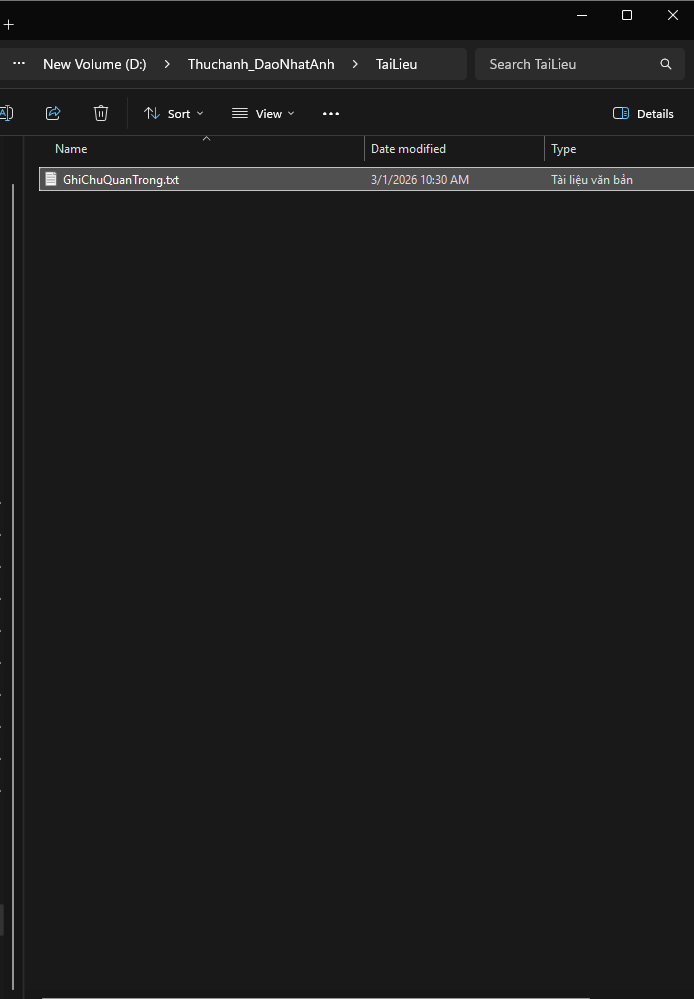 New Volume (D:) Thuchanh_DaoNhatAnh TaiLieu Search TaiLieu
Sort View Details
Name Date modified Type
GhiChuQuanTrong.txt 3/1/2026 10:30 AM Tài liệu văn bản